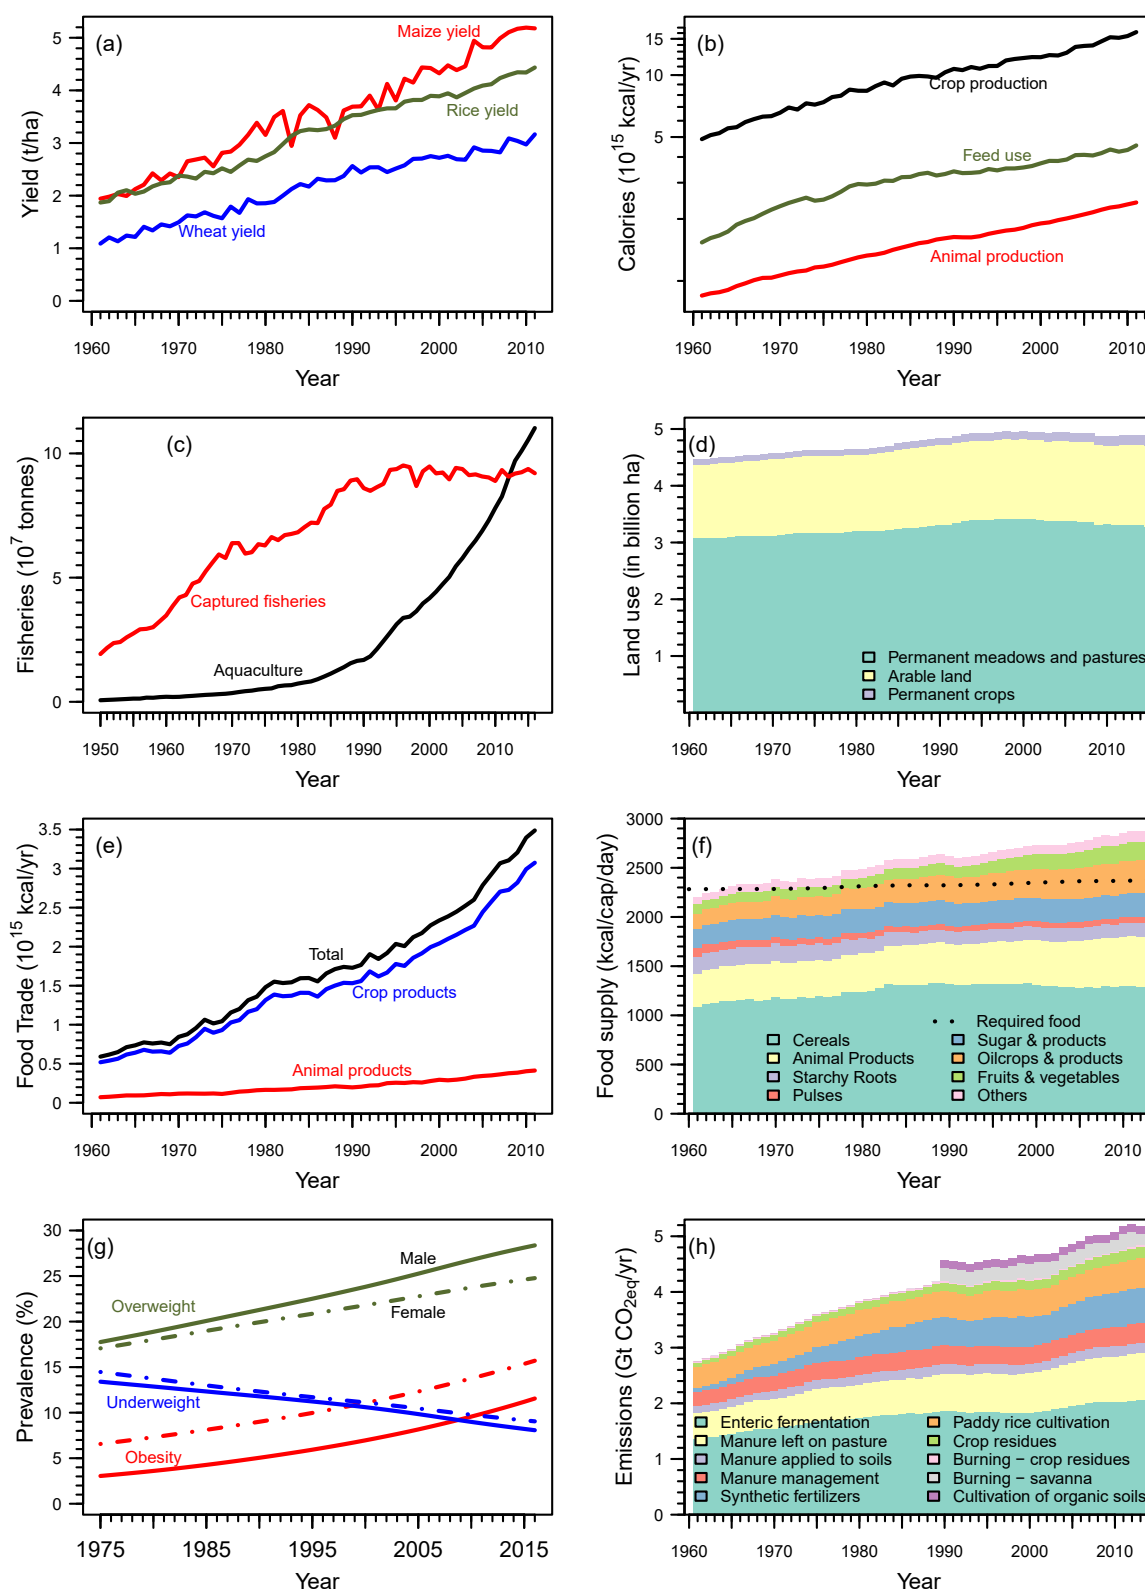 (a)
Maize yield
Rice yield
Wheat yield
Yield (t/ha)
0
1
2
3
4
5
1960 1970 1980 1990 2000 2010
Year
(b)
Crop production
Feed use
Animal production
Calories (10^15 kcal/yr)
5
10
15
1960 1970 1980 1990 2000 2010
Year
(c)
Captured fisheries
Aquaculture
Fisheries (10^7 tonnes)
0
5
10
1950 1960 1970 1980 1990 2000 2010
Year
(d)
Land use (in billion ha)
1
2
3
4
5
Permanent meadows and pastures
Arable land
Permanent crops
1960 1970 1980 1990 2000 2010
Year
(e)
Total
Crop products
Animal products
Food Trade (10^15 kcal/yr)
0
0.5
1
1.5
2
2.5
3
3.5
1960 1970 1980 1990 2000 2010
Year
(f)
Food supply (kcal/cap/day)
0
500
1000
1500
2000
2500
3000
Required food
Cereals
Animal Products
Starchy Roots
Pulses
Sugar & products
Oilcrops & products
Fruits & vegetables
Others
1960 1970 1980 1990 2000 2010
Year
(g)
Male
Female
Overweight
Underweight
Obesity
Prevalence (%)
0
5
10
15
20
25
30
1975 1985 1995 2005 2015
Year
(h)
Emissions (Gt CO2eq/yr)
0
1
2
3
4
5
Enteric fermentation
Manure left on pasture
Manure applied to soils
Manure management
Synthetic fertilizers
Paddy rice cultivation
Crop residues
Burning − crop residues
Burning − savanna
Cultivation of organic soils
1960 1970 1980 1990 2000 2010
Year